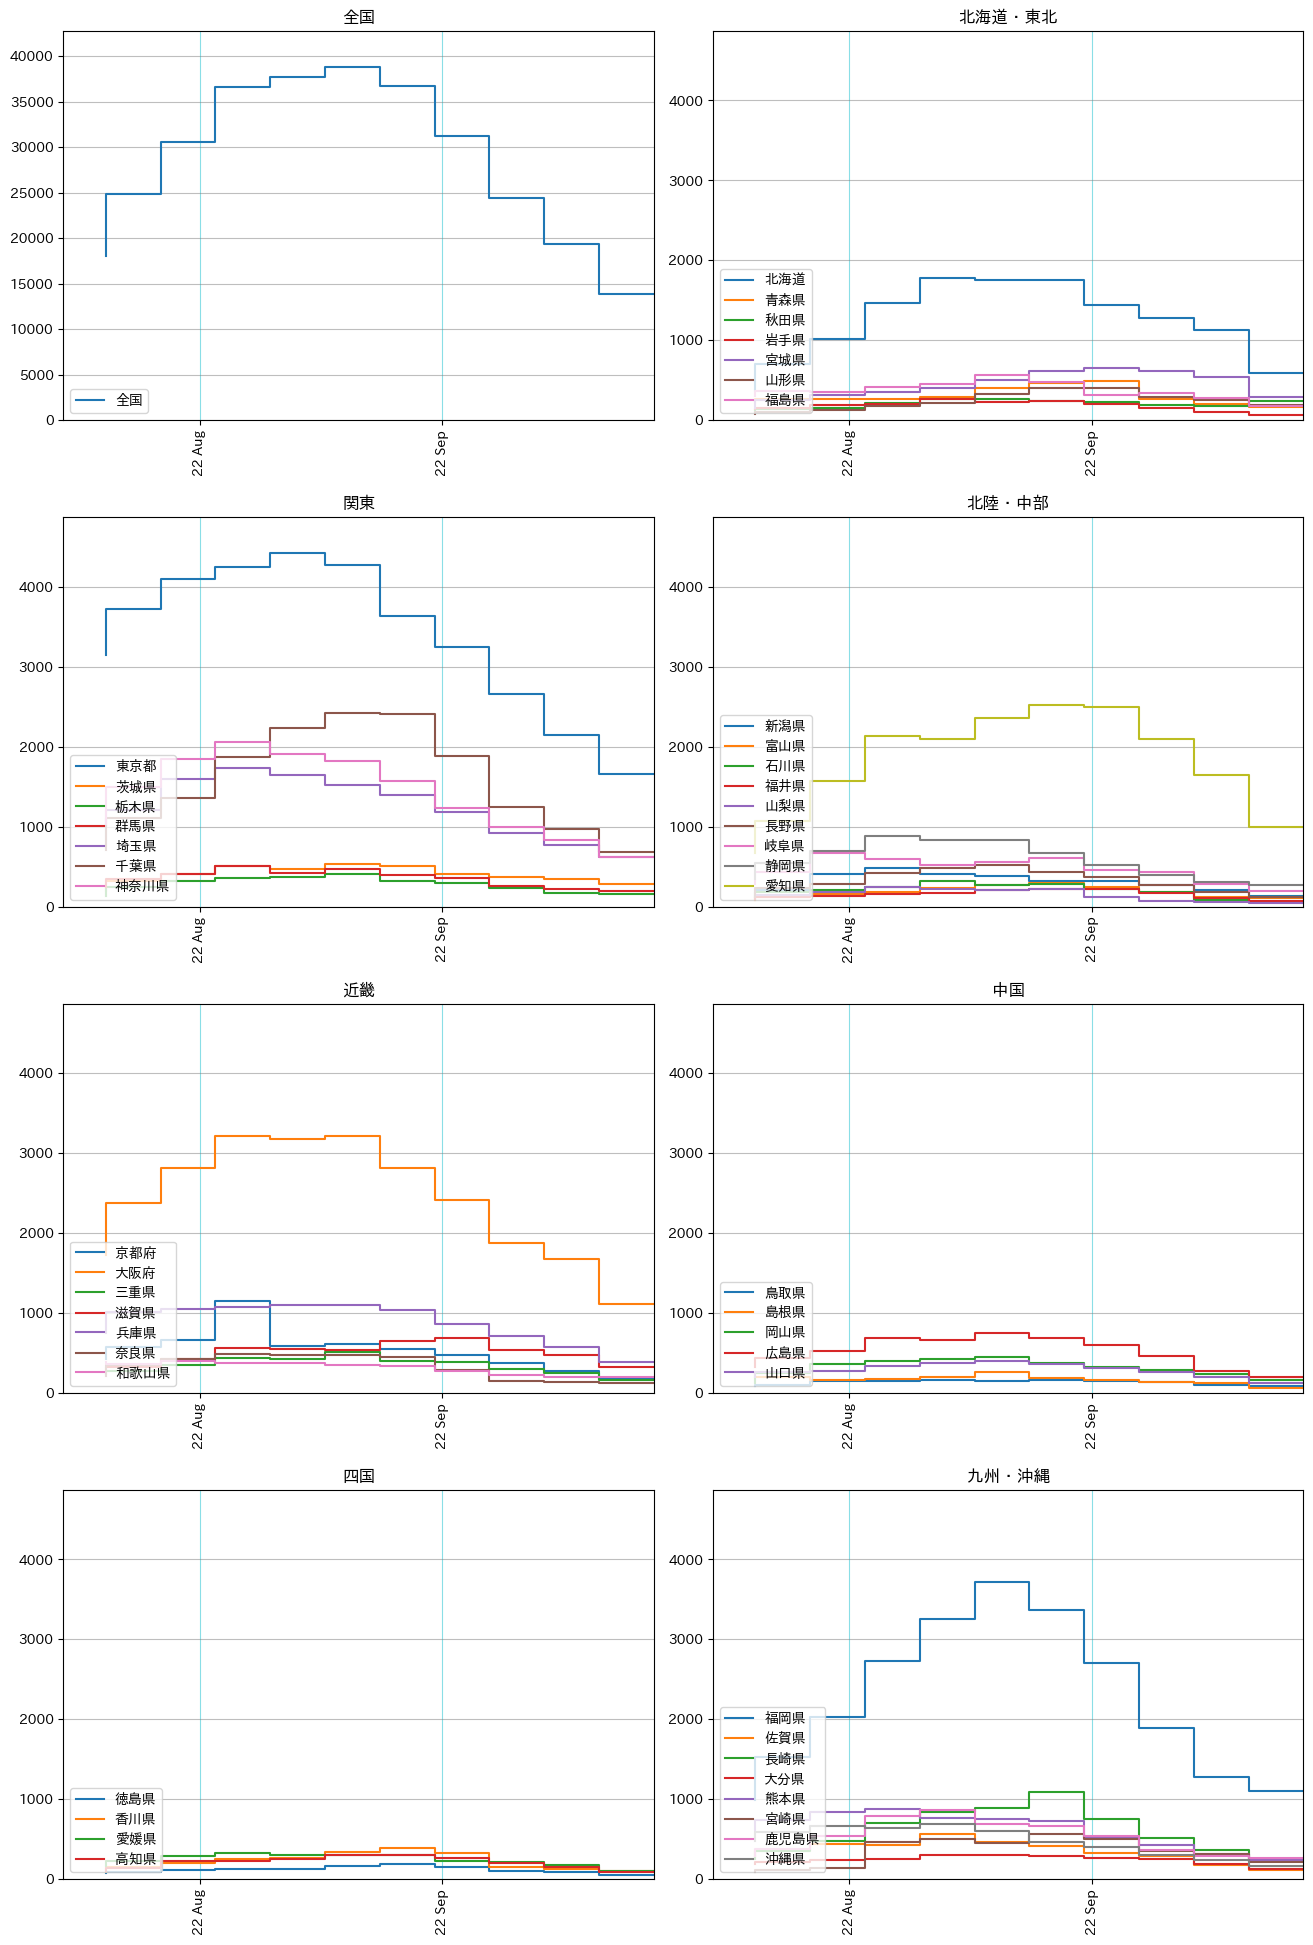 全国
40000
35000
30000
25000
20000
15000
10000
5000
0
全国
22 Aug
22 Sep
北海道・東北
4000
3000
2000
1000
0
北海道
青森県
秋田県
岩手県
宮城県
山形県
福島県
22 Aug
22 Sep
関東
4000
3000
2000
1000
0
東京都
茨城県
栃木県
群馬県
埼玉県
千葉県
神奈川県
22 Aug
22 Sep
北陸・中部
4000
3000
2000
1000
0
新潟県
富山県
石川県
福井県
山梨県
長野県
岐阜県
静岡県
愛知県
22 Aug
22 Sep
近畿
4000
3000
2000
1000
0
京都府
大阪府
三重県
滋賀県
兵庫県
奈良県
和歌山県
22 Aug
22 Sep
中国
4000
3000
2000
1000
0
鳥取県
島根県
岡山県
広島県
山口県
22 Aug
22 Sep
四国
4000
3000
2000
1000
0
徳島県
香川県
愛媛県
高知県
22 Aug
22 Sep
九州・沖縄
4000
3000
2000
1000
0
福岡県
佐賀県
長崎県
大分県
熊本県
宮崎県
鹿児島県
沖縄県
22 Aug
22 Sep